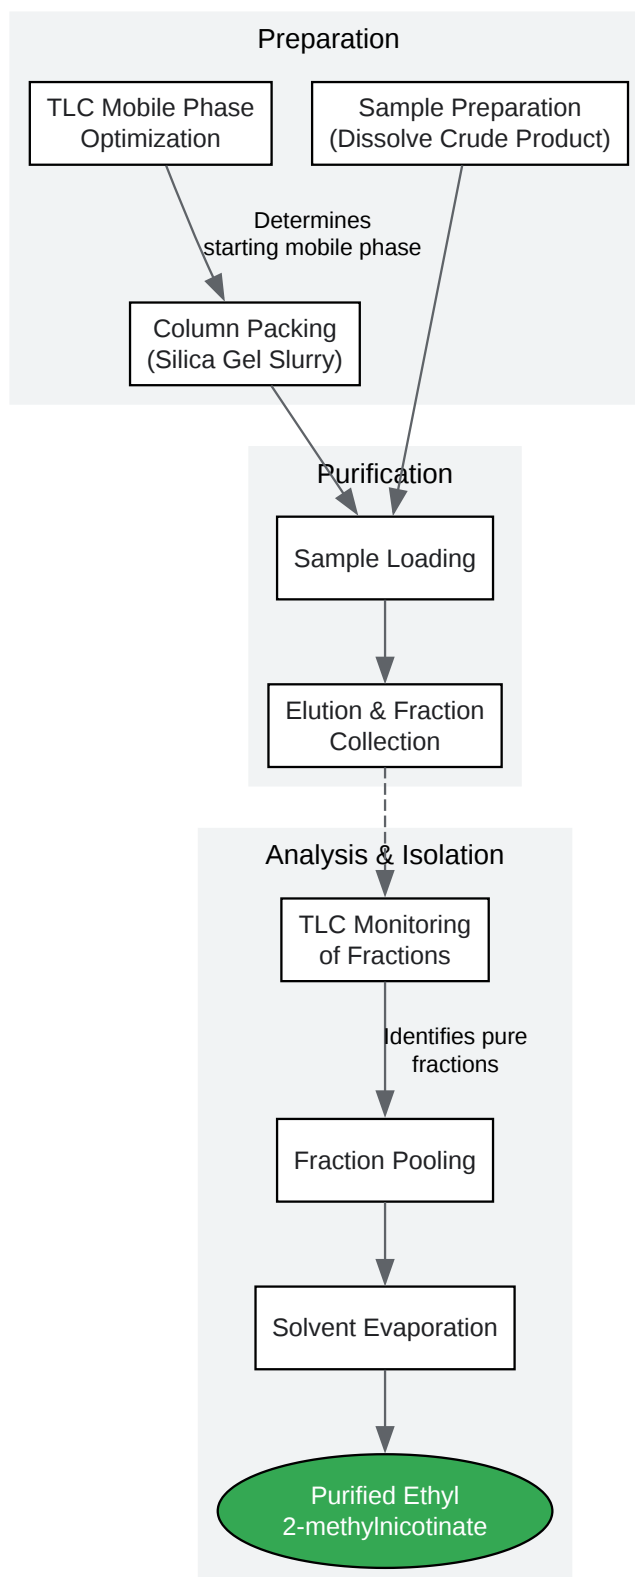 Preparation
TLC Mobile Phase
Optimization
Sample Preparation
(Dissolve Crude Product)
Determines
starting mobile phase
Column Packing
(Silica Gel Slurry)
Purification
Sample Loading
Elution & Fraction
Collection
Analysis & Isolation
TLC Monitoring
of Fractions
Identifies pure
fractions
Fraction Pooling
Solvent Evaporation
Purified Ethyl
2-methylnicotinate